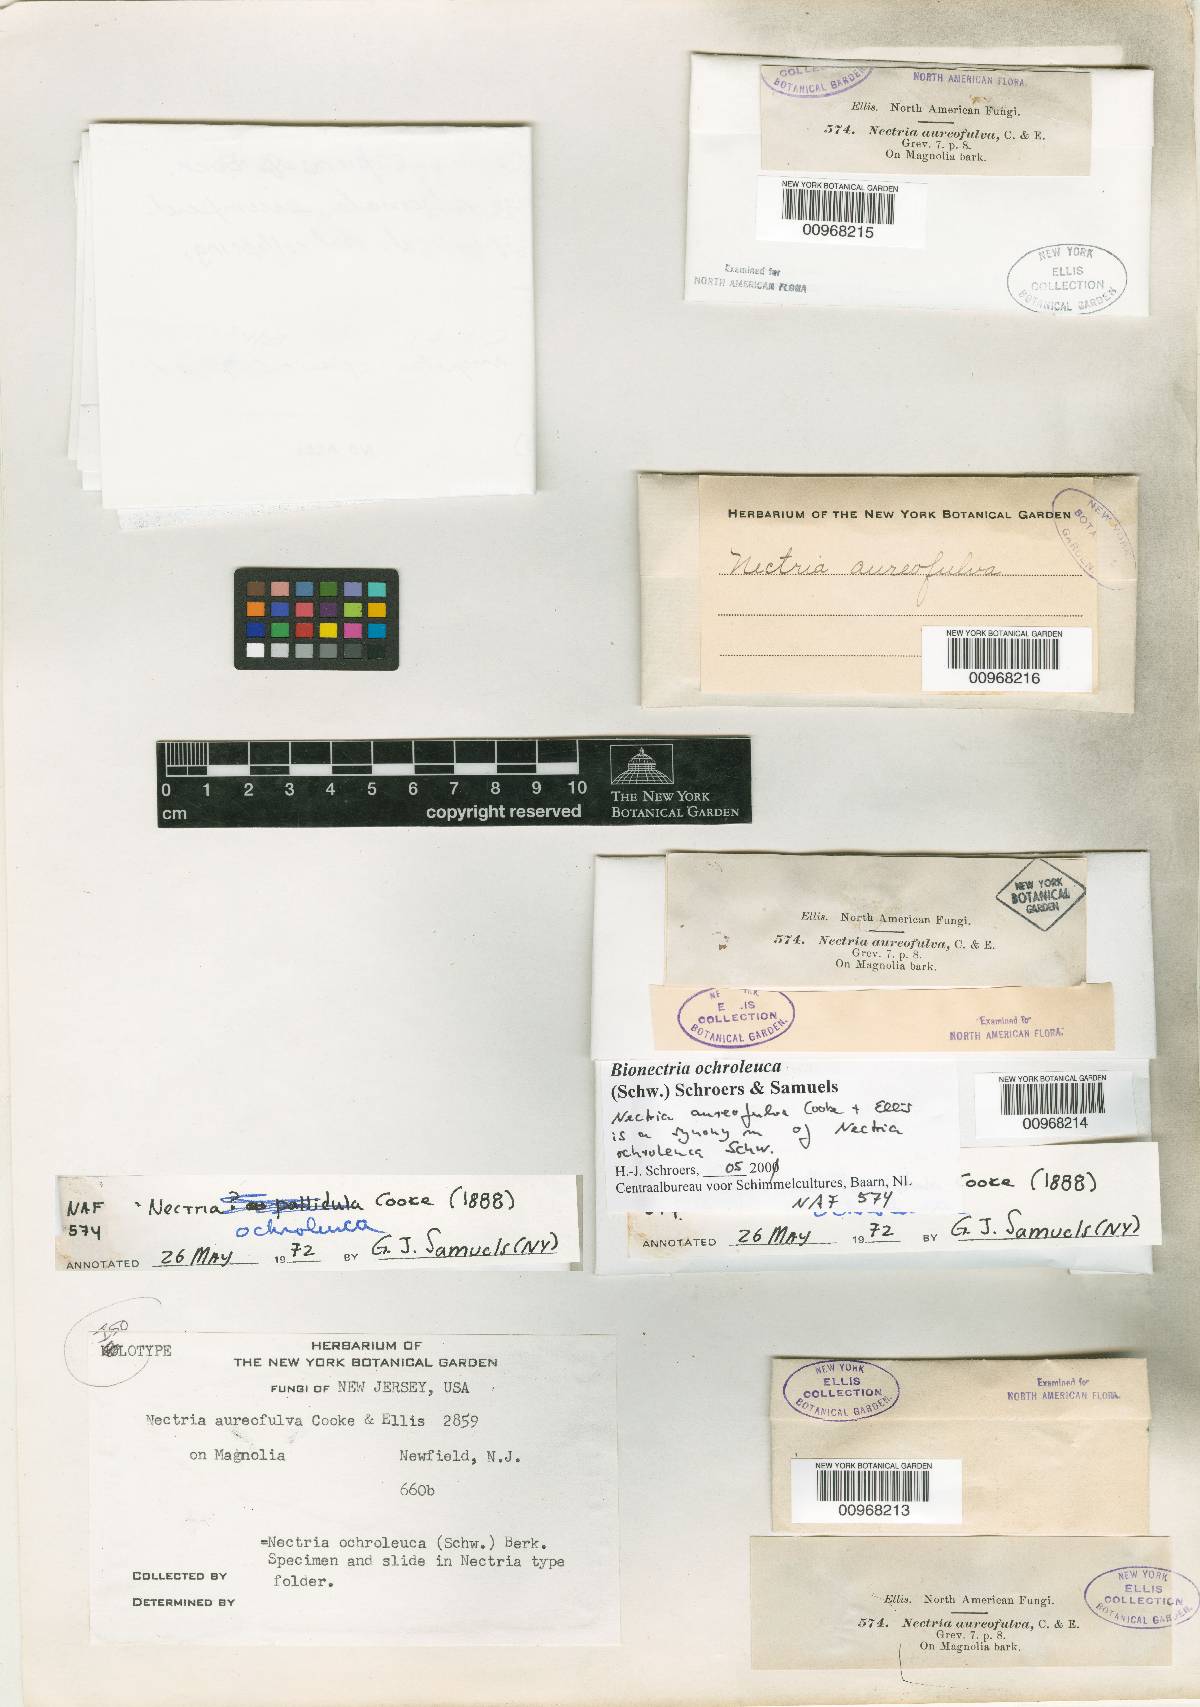 COLLE
BOTANICAL GARDEN
NORTH AMERICAN FLORA.
Ellis. North American Fungi.
574. Nectria aureofulva, C. & E.
Grev. 7. p. 8.
On Magnolia bark.
NEW YORK BOTANICAL GARDEN
00968215
Examined for
NORTH AMERICAN FLORA
NEW YORK
ELLIS
COLLECTION
BOTANICAL GARDEN
HERBARIUM OF THE NEW YORK BOTANICAL GARDEN
NEW YORK
BOTA
GARDEN.
Nectria aureofulva
NEW YORK BOTANICAL GARDEN
00968216
0 1 2 3 4 5 6 7 8 9 10
cm
copyright reserved
THE NEW YORK
BOTANICAL GARDEN
NEW YORK
BOTANICAL
GARDEN
Ellis. North American Fungi.
574. Nectria aureofulva, C. & E.
Grev. 7. p. 8.
On Magnolia bark.
ELLIS
COLLECTION
BOTANICAL GARDEN.
Examined for
NORTH AMERICAN FLORA.
Bionectria ochroleuca
(Schw.) Schroers & Samuels
Nectria aureofulva Cooke + Ellis
is a synonym of Nectria
ochroleuca Schw.
H.-J. Schroers, 05 2001
Centraalbureau voor Schimmelcultures, Baarn, NL
NAF 574
NEW YORK BOTANICAL GARDEN
00968214
Cooke (1888)
ANNOTATED 26 MAY 1972 BY G. J. Samuels (NY)
NAF
574
Nectria pallidula Cooke (1888)
ochroleuca
ANNOTATED 26 MAY 1972 BY G. J. Samuels (NY)
LOTYPE
HERBARIUM OF
THE NEW YORK BOTANICAL GARDEN
FUNGI OF NEW JERSEY, USA
Nectria aureofulva Cooke & Ellis 2859
on Magnolia Newfield, N.J.
660b
=Nectria ochroleuca (Schw.) Berk.
Specimen and slide in Nectria type
folder.
COLLECTED BY
DETERMINED BY
NEW YORK
ELLIS
COLLECTION
BOTANICAL GARDEN.
Examined for
NORTH AMERICAN FLORA.
NEW YORK BOTANICAL GARDEN
00968213
NEW YORK
ELLIS
COLLECTION
BOTANICAL GARDEN.
Ellis. North American Fungi.
574. Nectria aureofulva, C. & E.
Grev. 7. p. 8.
On Magnolia bark.